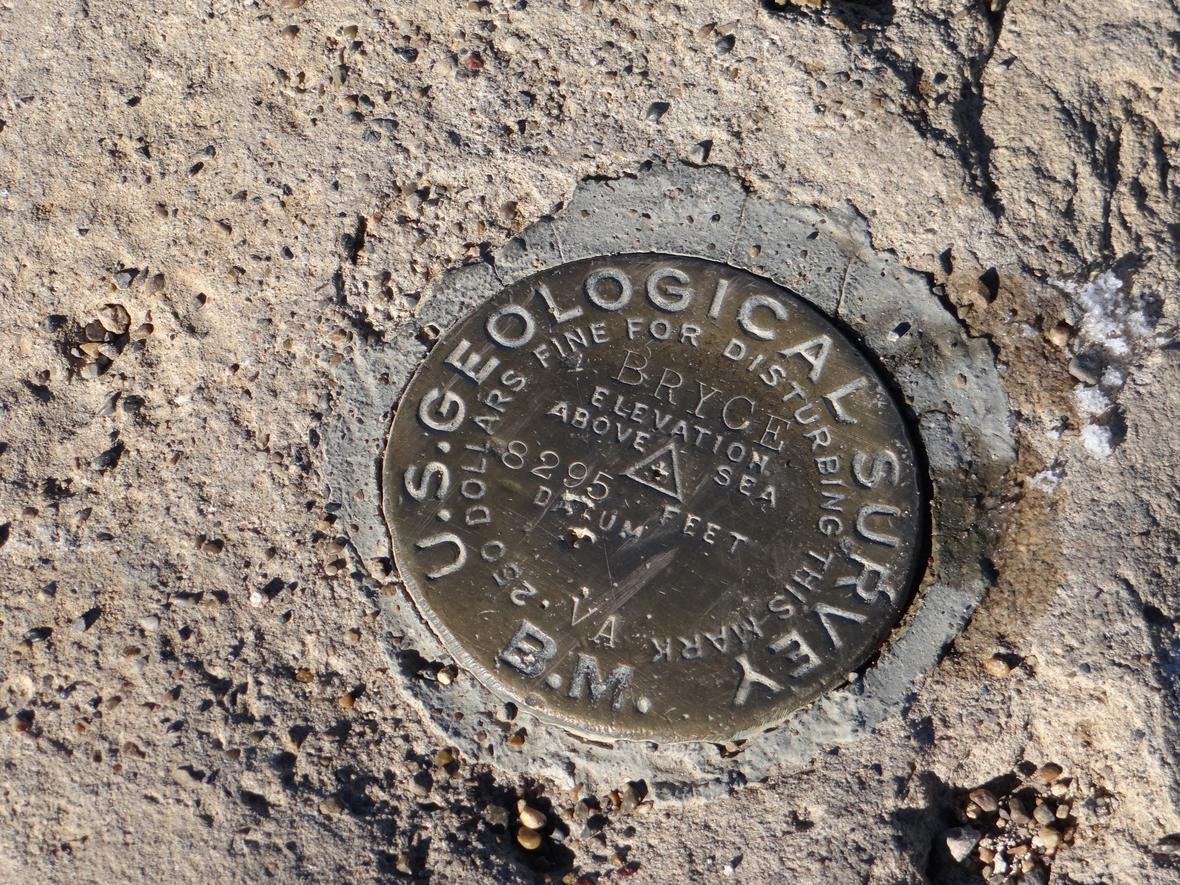 U.S. GEOLOGICAL SURVEY
250 DOLLARS FINE FOR DISTURBING THIS MARK
BRYCE
ELEVATION
ABOVE SEA
8295 FEET
DATUM
VA
B.M.